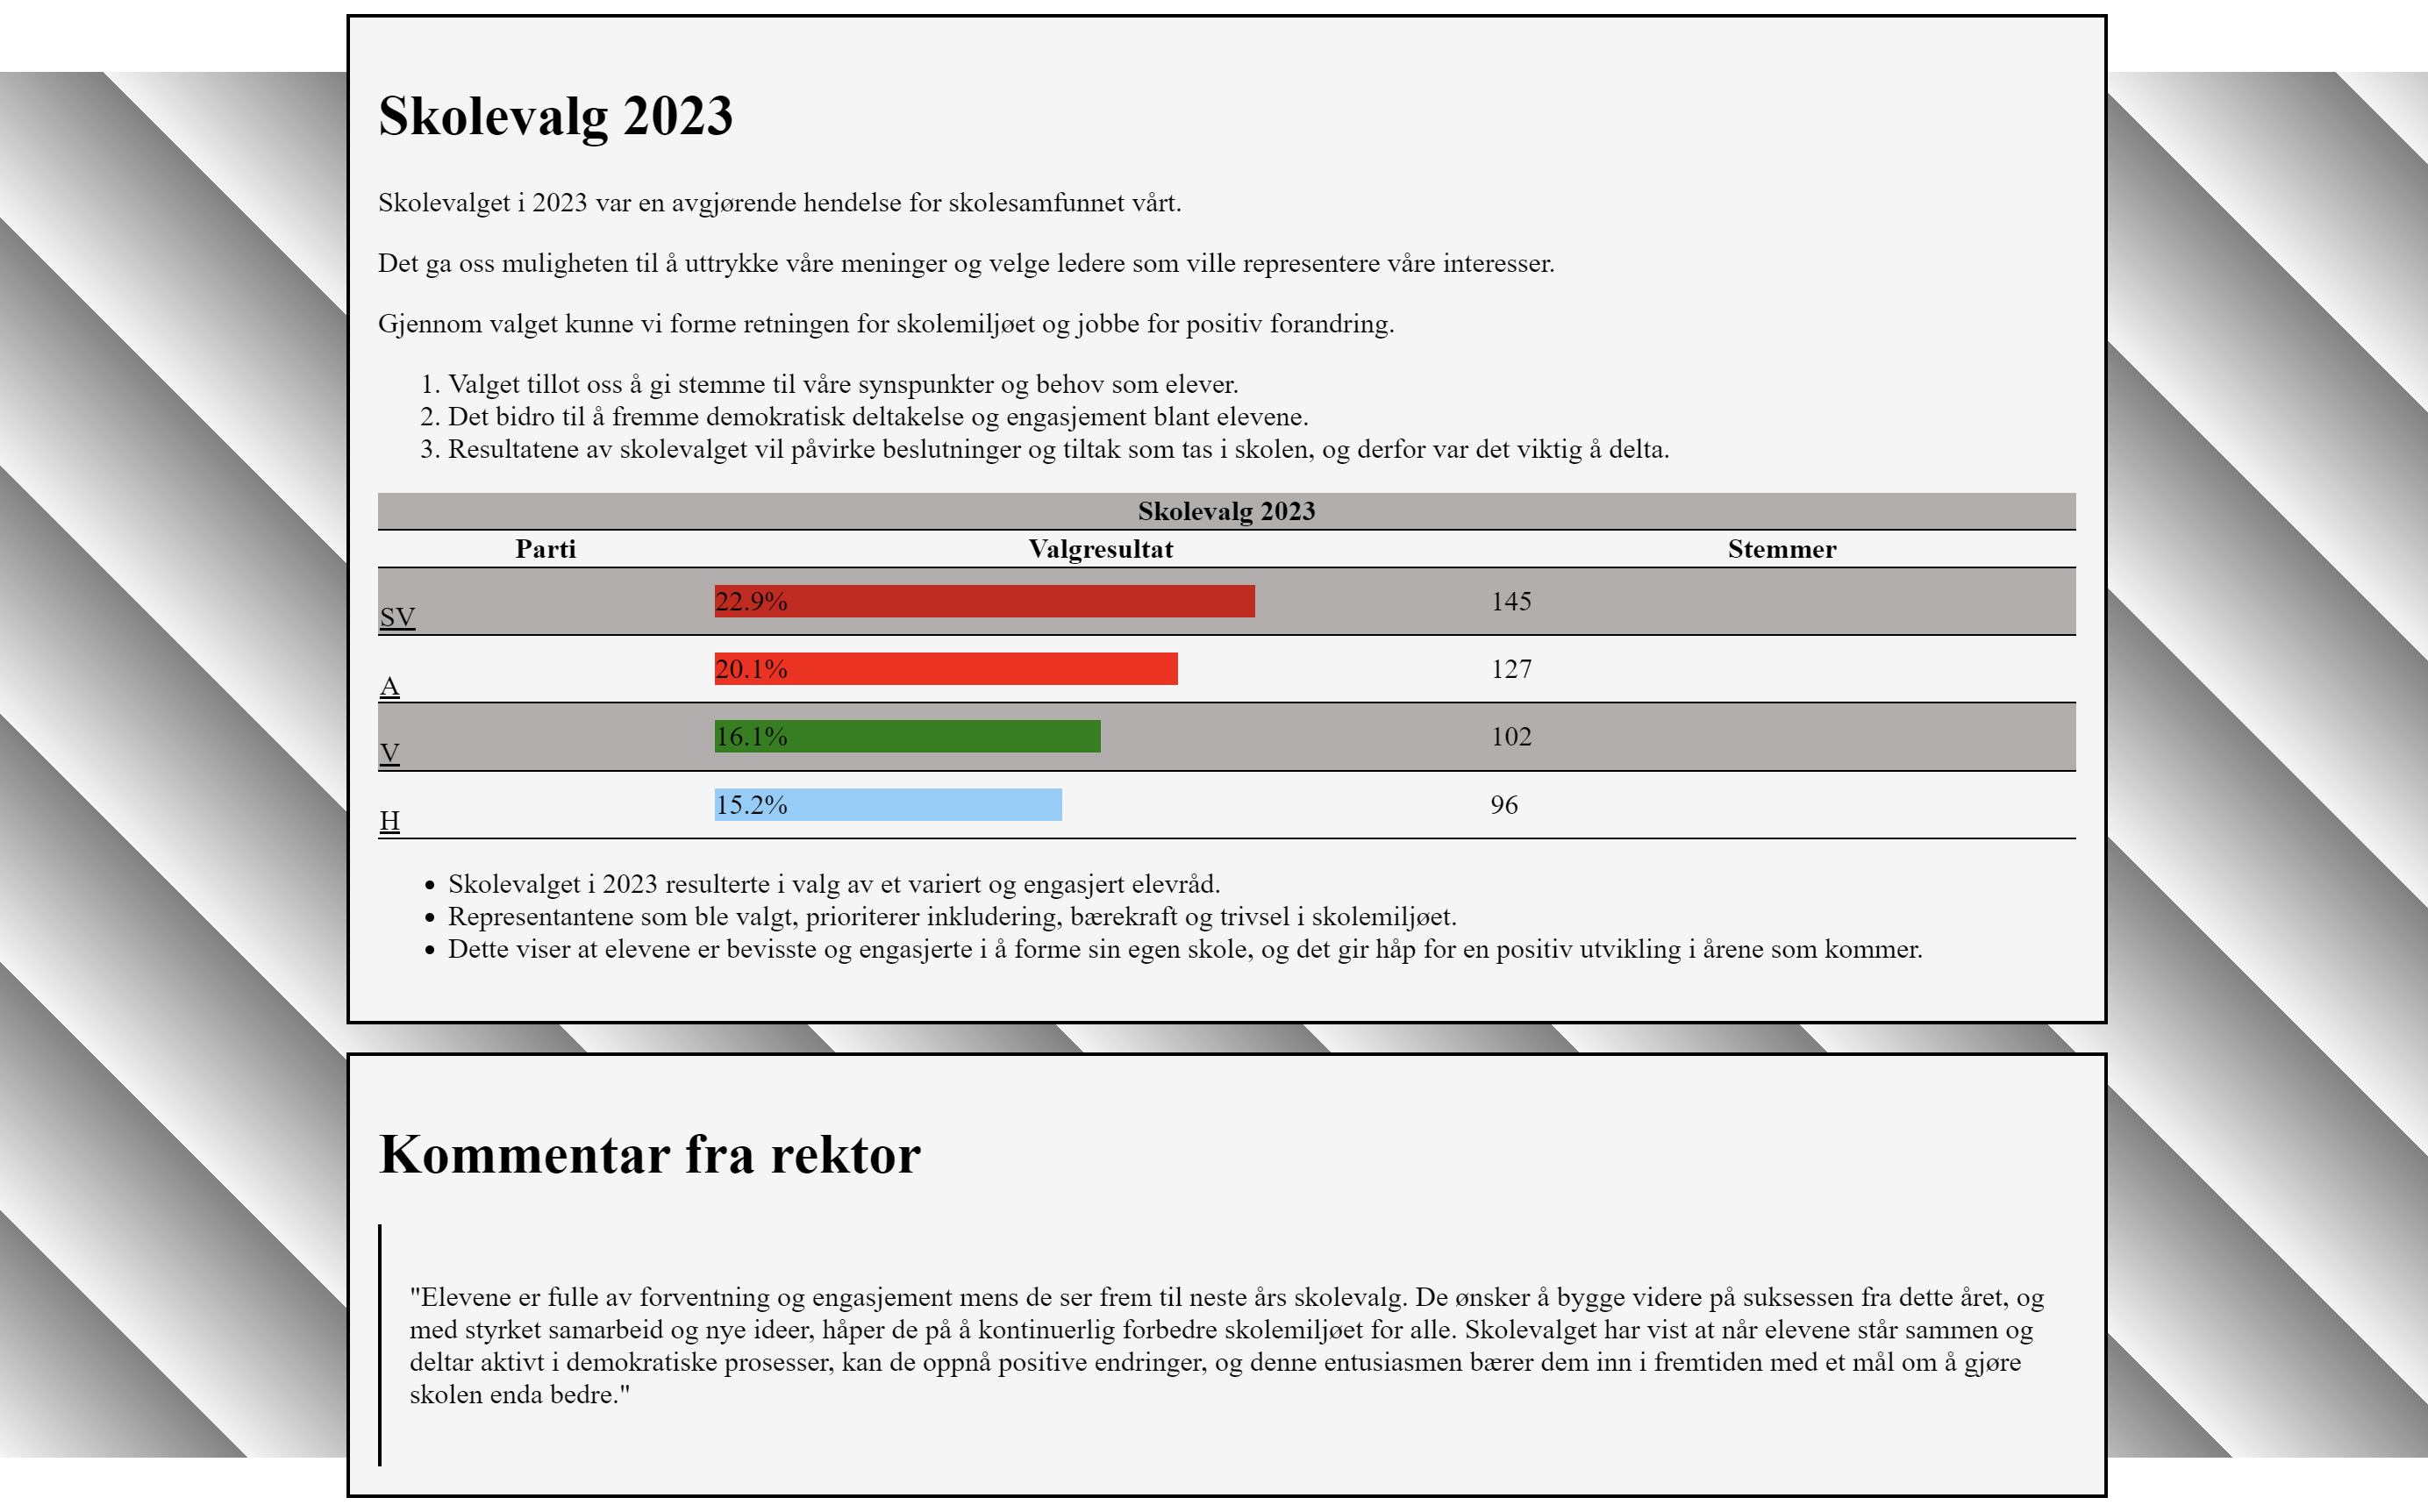 Skolevalg 2023
Skolevalget i 2023 var en avgjørende hendelse for skolesamfunnet vårt.
Det ga oss muligheten til å uttrykke våre meninger og velge ledere som ville representere våre interesser.
Gjennom valget kunne vi forme retningen for skolemiljøet og jobbe for positiv forandring.
1. Valget tillot oss å gi stemme til våre synspunkter og behov som elever.
2. Det bidro til å fremme demokratisk deltakelse og engasjement blant elevene.
3. Resultatene av skolevalget vil påvirke beslutninger og tiltak som tas i skolen, og derfor var det viktig å delta.
Skolevalg 2023
Parti Valgresultat Stemmer
SV 22.9% 145
A 20.1% 127
V 16.1% 102
H 15.2% 96
• Skolevalget i 2023 resulterte i valg av et variert og engasjert elevråd.
• Representantene som ble valgt, prioriterer inkludering, bærekraft og trivsel i skolemiljøet.
• Dette viser at elevene er bevisste og engasjerte i å forme sin egen skole, og det gir håp for en positiv utvikling i årene som kommer.
Kommentar fra rektor
"Elevene er fulle av forventning og engasjement mens de ser frem til neste års skolevalg. De ønsker å bygge videre på suksessen fra dette året, og
med styrket samarbeid og nye ideer, håper de på å kontinuerlig forbedre skolemiljøet for alle. Skolevalget har vist at når elevene står sammen og
deltar aktivt i demokratiske prosesser, kan de oppnå positive endringer, og denne entusiasmen bærer dem inn i fremtiden med et mål om å gjøre
skolen enda bedre."